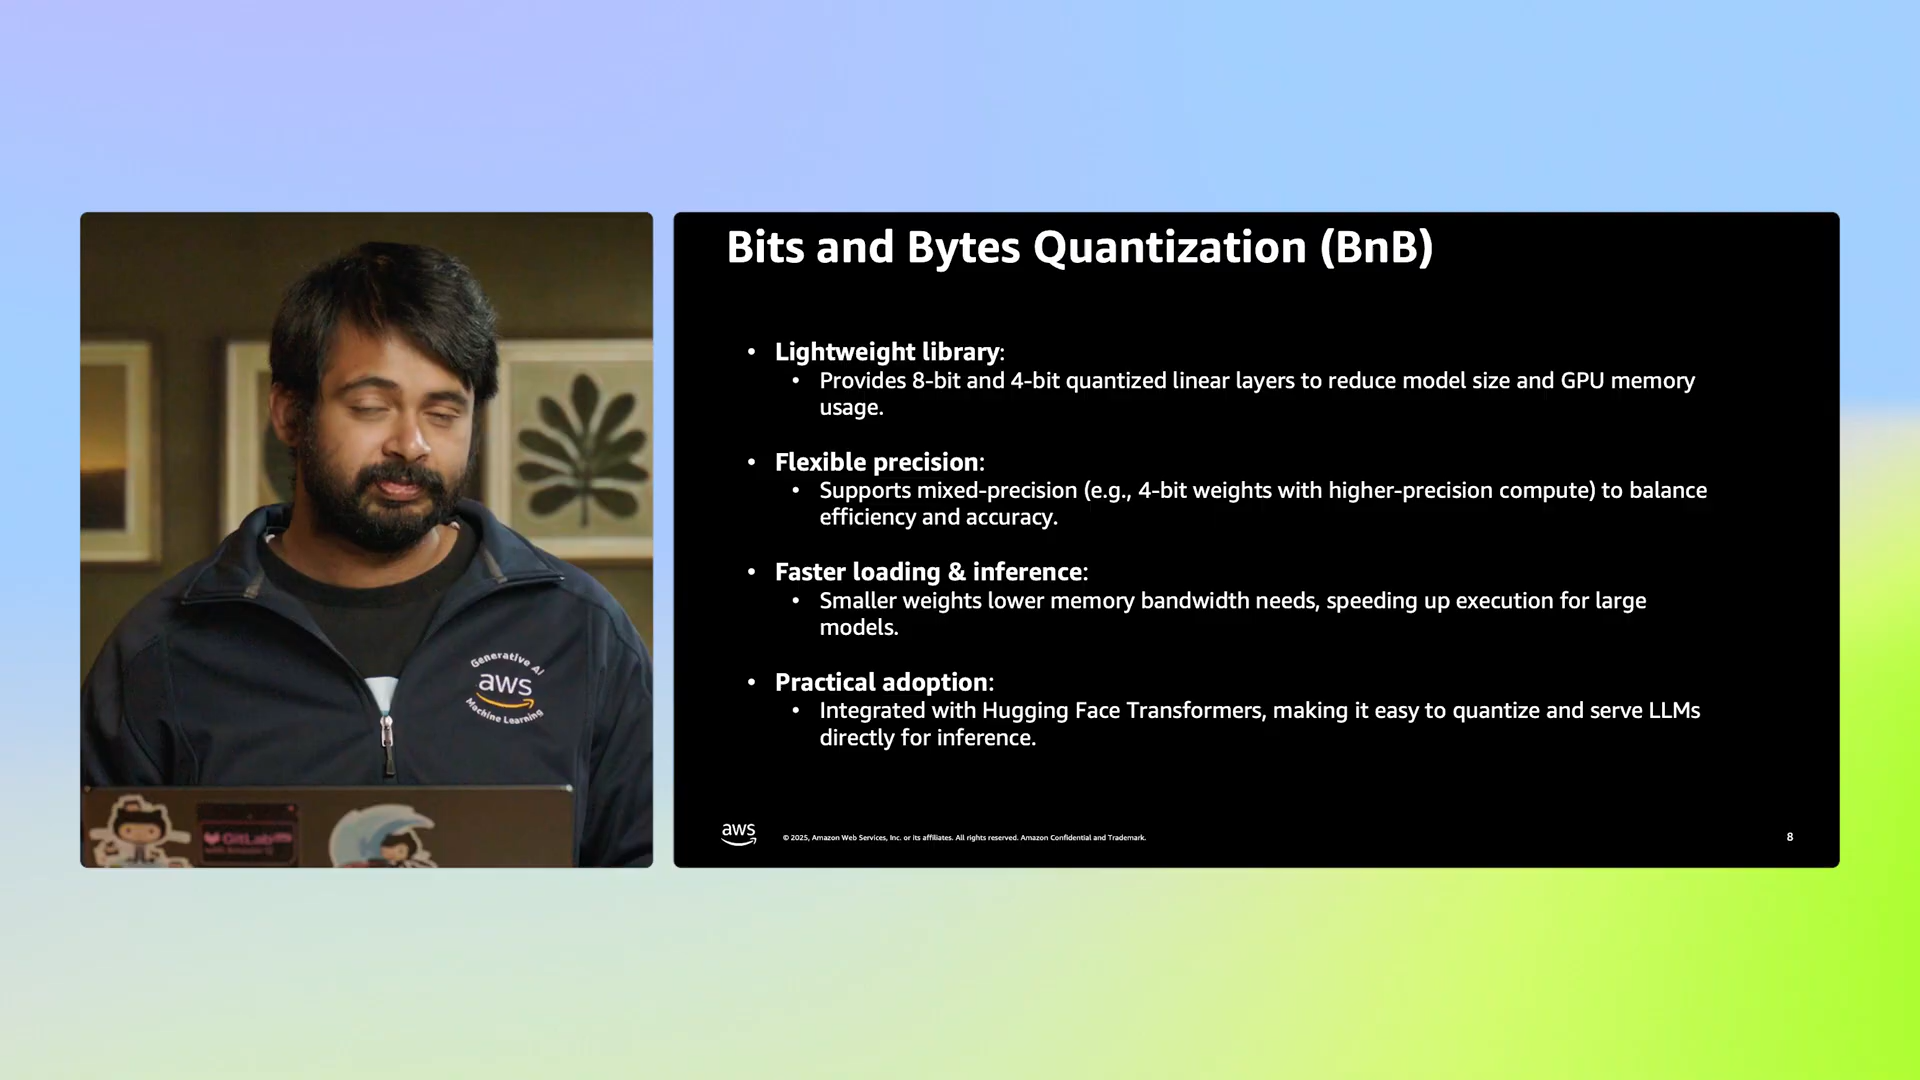 Generative AI
aws
Machine Learning
GitLab
Bits and Bytes Quantization (BnB)
• Lightweight library:
• Provides 8-bit and 4-bit quantized linear layers to reduce model size and GPU memory
usage.
• Flexible precision:
• Supports mixed-precision (e.g., 4-bit weights with higher-precision compute) to balance
efficiency and accuracy.
• Faster loading & inference:
• Smaller weights lower memory bandwidth needs, speeding up execution for large
models.
• Practical adoption:
• Integrated with Hugging Face Transformers, making it easy to quantize and serve LLMs
directly for inference.
aws
© 2025, Amazon Web Services, Inc. or its affiliates. All rights reserved. Amazon Confidential and Trademark.
8